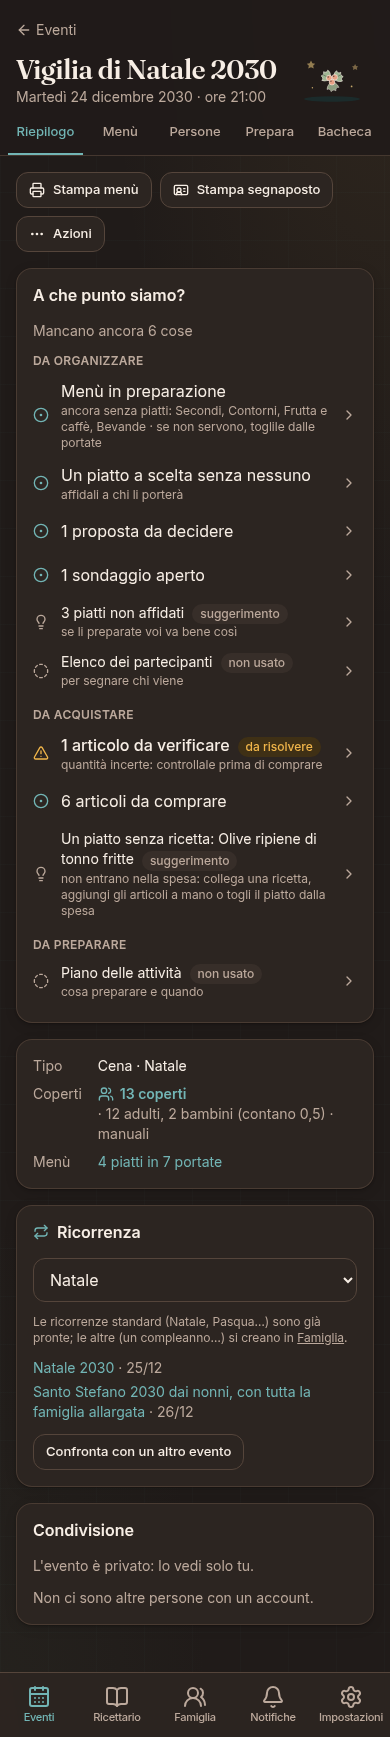 Eventi
Vigilia di Natale 2030
Martedì 24 dicembre 2030 · ore 21:00
Riepilogo Menù Persone Prepara Bacheca
Stampa menù Stampa segnaposto
Azioni
A che punto siamo?
Mancano ancora 6 cose
DA ORGANIZZARE
Menù in preparazione
ancora senza piatti: Secondi, Contorni, Frutta e
caffè, Bevande · se non servono, toglile dalle
portate
Un piatto a scelta senza nessuno
affidali a chi li porterà
1 proposta da decidere
1 sondaggio aperto
3 piatti non affidati suggerimento
se li preparate voi va bene così
Elenco dei partecipanti non usato
per segnare chi viene
DA ACQUISTARE
1 articolo da verificare da risolvere
quantità incerte: controllale prima di comprare
6 articoli da comprare
Un piatto senza ricetta: Olive ripiene di
tonno fritte suggerimento
non entrano nella spesa: collega una ricetta,
aggiungi gli articoli a mano o togli il piatto dalla
spesa
DA PREPARARE
Piano delle attività non usato
cosa preparare e quando
Tipo Cena · Natale
Coperti 13 coperti
· 12 adulti, 2 bambini (contano 0,5) ·
manuali
Menù 4 piatti in 7 portate
Ricorrenza
Natale
Le ricorrenze standard (Natale, Pasqua…) sono già
pronte; le altre (un compleanno…) si creano in Famiglia.
Natale 2030 · 25/12
Santo Stefano 2030 dai nonni, con tutta la
famiglia allargata · 26/12
Confronta con un altro evento
Condivisione
L'evento è privato: lo vedi solo tu.
Non ci sono altre persone con un account.
Eventi Ricettario Famiglia Notifiche Impostazioni